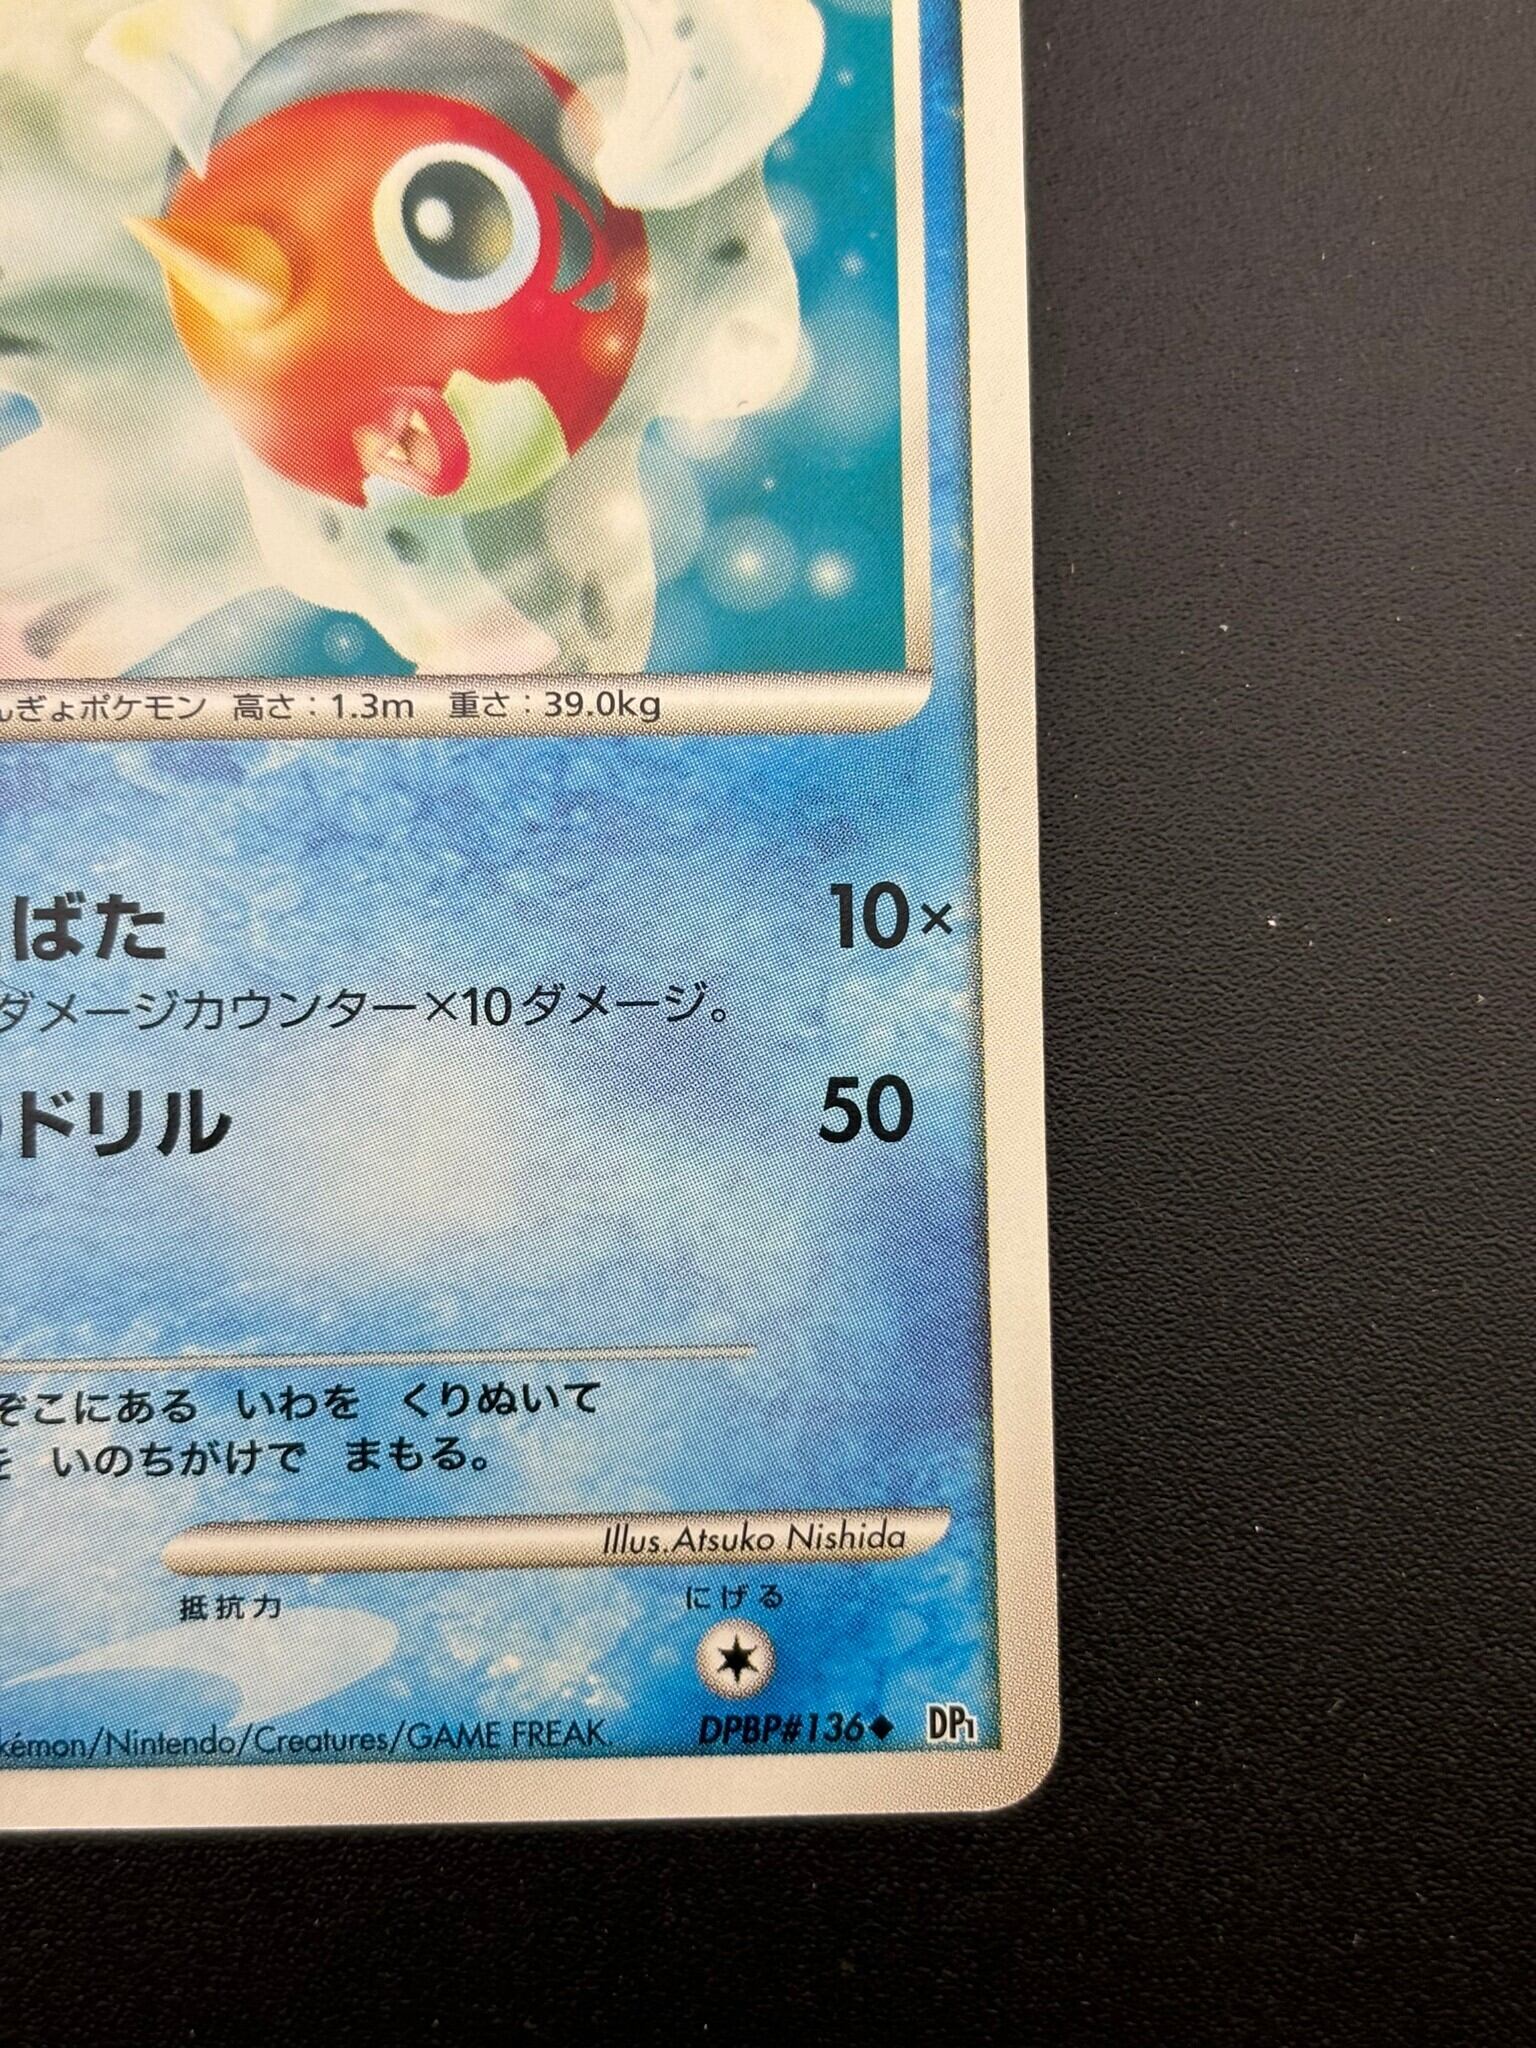 んぎょポケモン 高さ：1.3m 重さ：39.0kg
ばた 10×
ダメージカウンター×10ダメージ。
ドリル 50
ぞこにある いわを くりぬいて
を いのちがけで まもる。
Illus.Atsuko Nishida
抵抗力 にげる
kémon/Nintendo/Creatures/GAME FREAK. DPBP#136◆ DP1